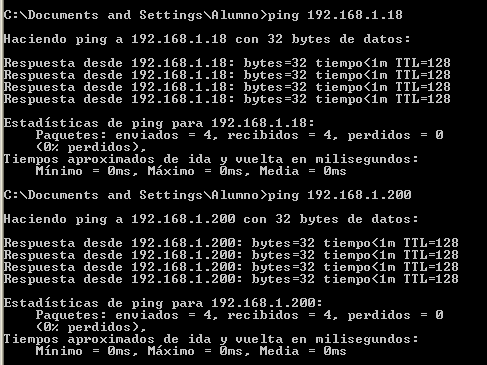 C:\Documents and Settings\Alumno>ping 192.168.1.18
Haciendo ping a 192.168.1.18 con 32 bytes de datos:
Respuesta desde 192.168.1.18: bytes=32 tiempo<1m TTL=128
Respuesta desde 192.168.1.18: bytes=32 tiempo<1m TTL=128
Respuesta desde 192.168.1.18: bytes=32 tiempo<1m TTL=128
Respuesta desde 192.168.1.18: bytes=32 tiempo<1m TTL=128
Estadísticas de ping para 192.168.1.18:
Paquetes: enviados = 4, recibidos = 4, perdidos = 0
(0% perdidos),
Tiempos aproximados de ida y vuelta en milisegundos:
Mínimo = 0ms, Máximo = 0ms, Media = 0ms
C:\Documents and Settings\Alumno>ping 192.168.1.200
Haciendo ping a 192.168.1.200 con 32 bytes de datos:
Respuesta desde 192.168.1.200: bytes=32 tiempo<1m TTL=128
Respuesta desde 192.168.1.200: bytes=32 tiempo<1m TTL=128
Respuesta desde 192.168.1.200: bytes=32 tiempo<1m TTL=128
Respuesta desde 192.168.1.200: bytes=32 tiempo<1m TTL=128
Estadísticas de ping para 192.168.1.200:
Paquetes: enviados = 4, recibidos = 4, perdidos = 0
(0% perdidos),
Tiempos aproximados de ida y vuelta en milisegundos:
Mínimo = 0ms, Máximo = 0ms, Media = 0ms